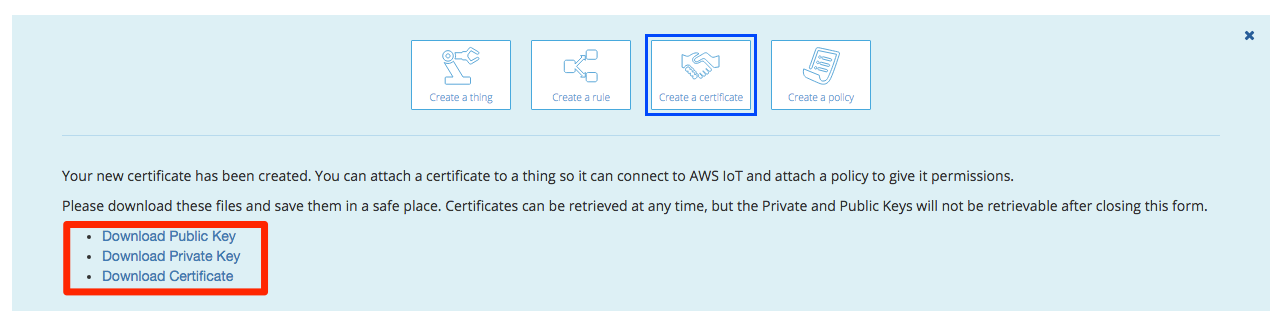 Create a thing
Create a rule
Create a certificate
Create a policy
Your new certificate has been created. You can attach a certificate to a thing so it can connect to AWS IoT and attach a policy to give it permissions.
Please download these files and save them in a safe place. Certificates can be retrieved at any time, but the Private and Public Keys will not be retrievable after closing this form.
• Download Public Key
• Download Private Key
• Download Certificate